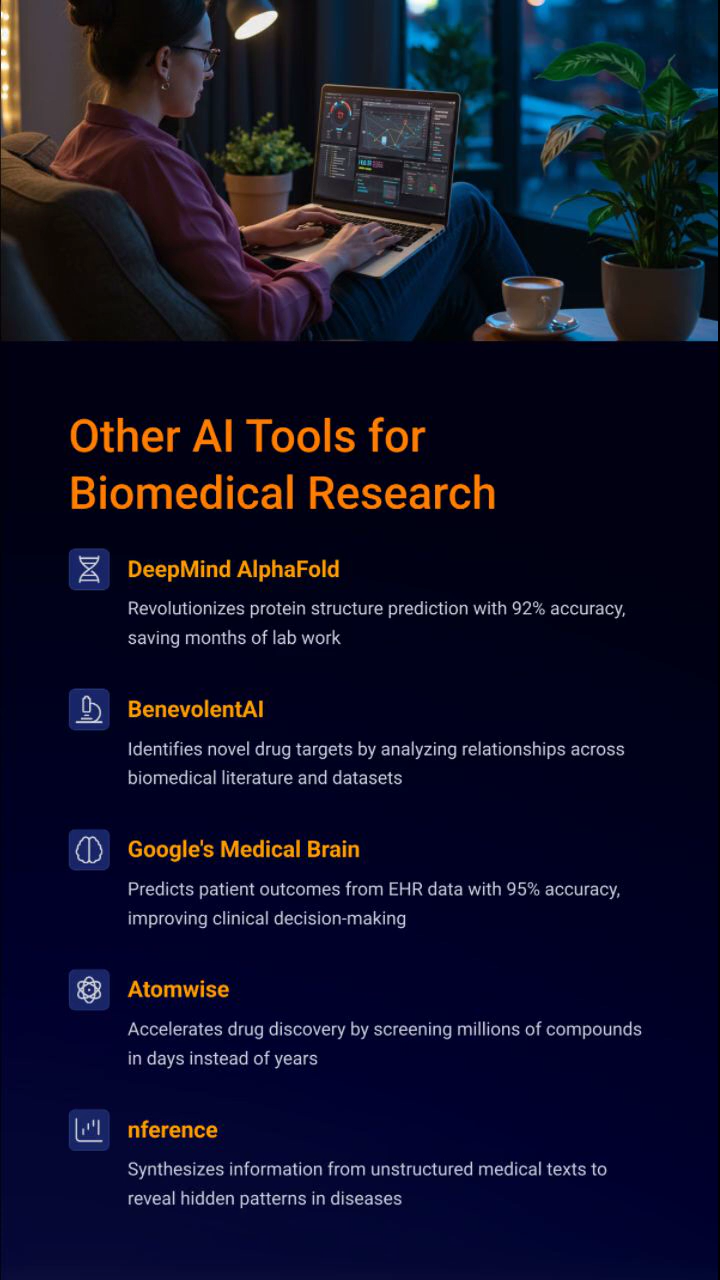 Other AI Tools for
Biomedical Research
DeepMind AlphaFold
Revolutionizes protein structure prediction with 92% accuracy,
saving months of lab work
BenevolentAI
Identifies novel drug targets by analyzing relationships across
biomedical literature and datasets
Google's Medical Brain
Predicts patient outcomes from EHR data with 95% accuracy,
improving clinical decision-making
Atomwise
Accelerates drug discovery by screening millions of compounds
in days instead of years
nference
Synthesizes information from unstructured medical texts to
reveal hidden patterns in diseases